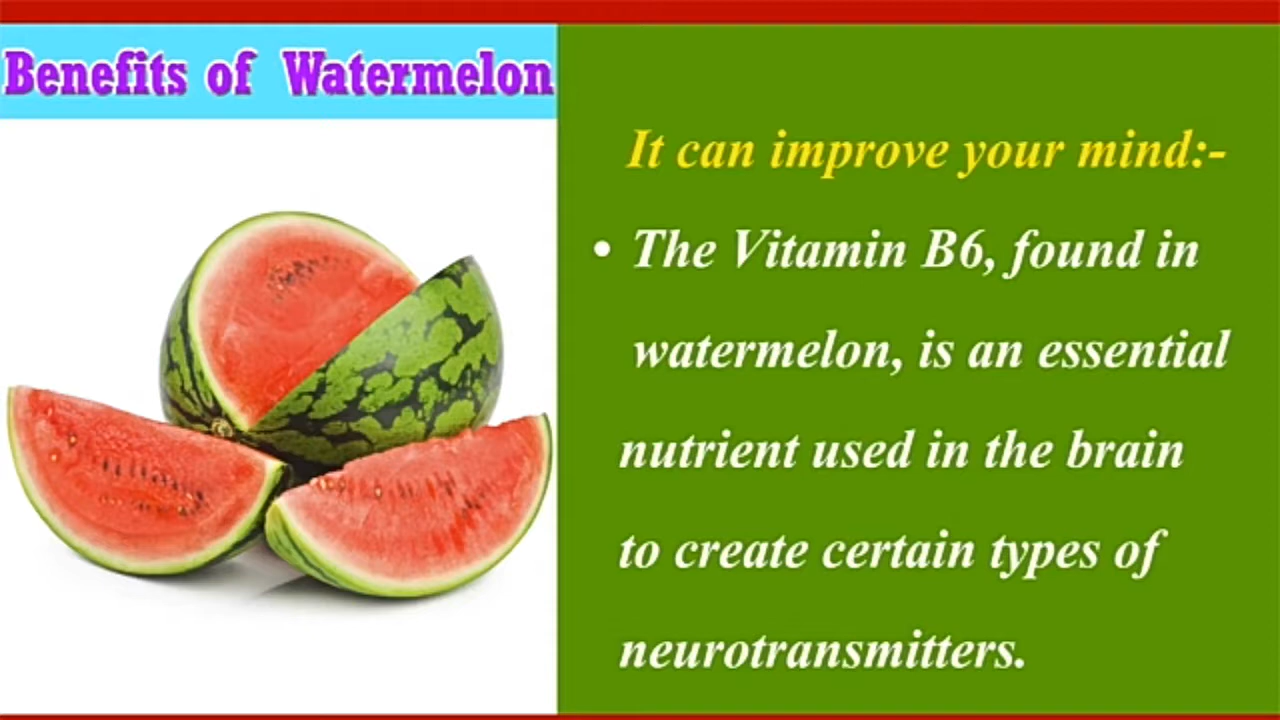 Benefits of Watermelon
It can improve your mind:-
• The Vitamin B6, found in
watermelon, is an essential
nutrient used in the brain
to create certain types of
neurotransmitters.